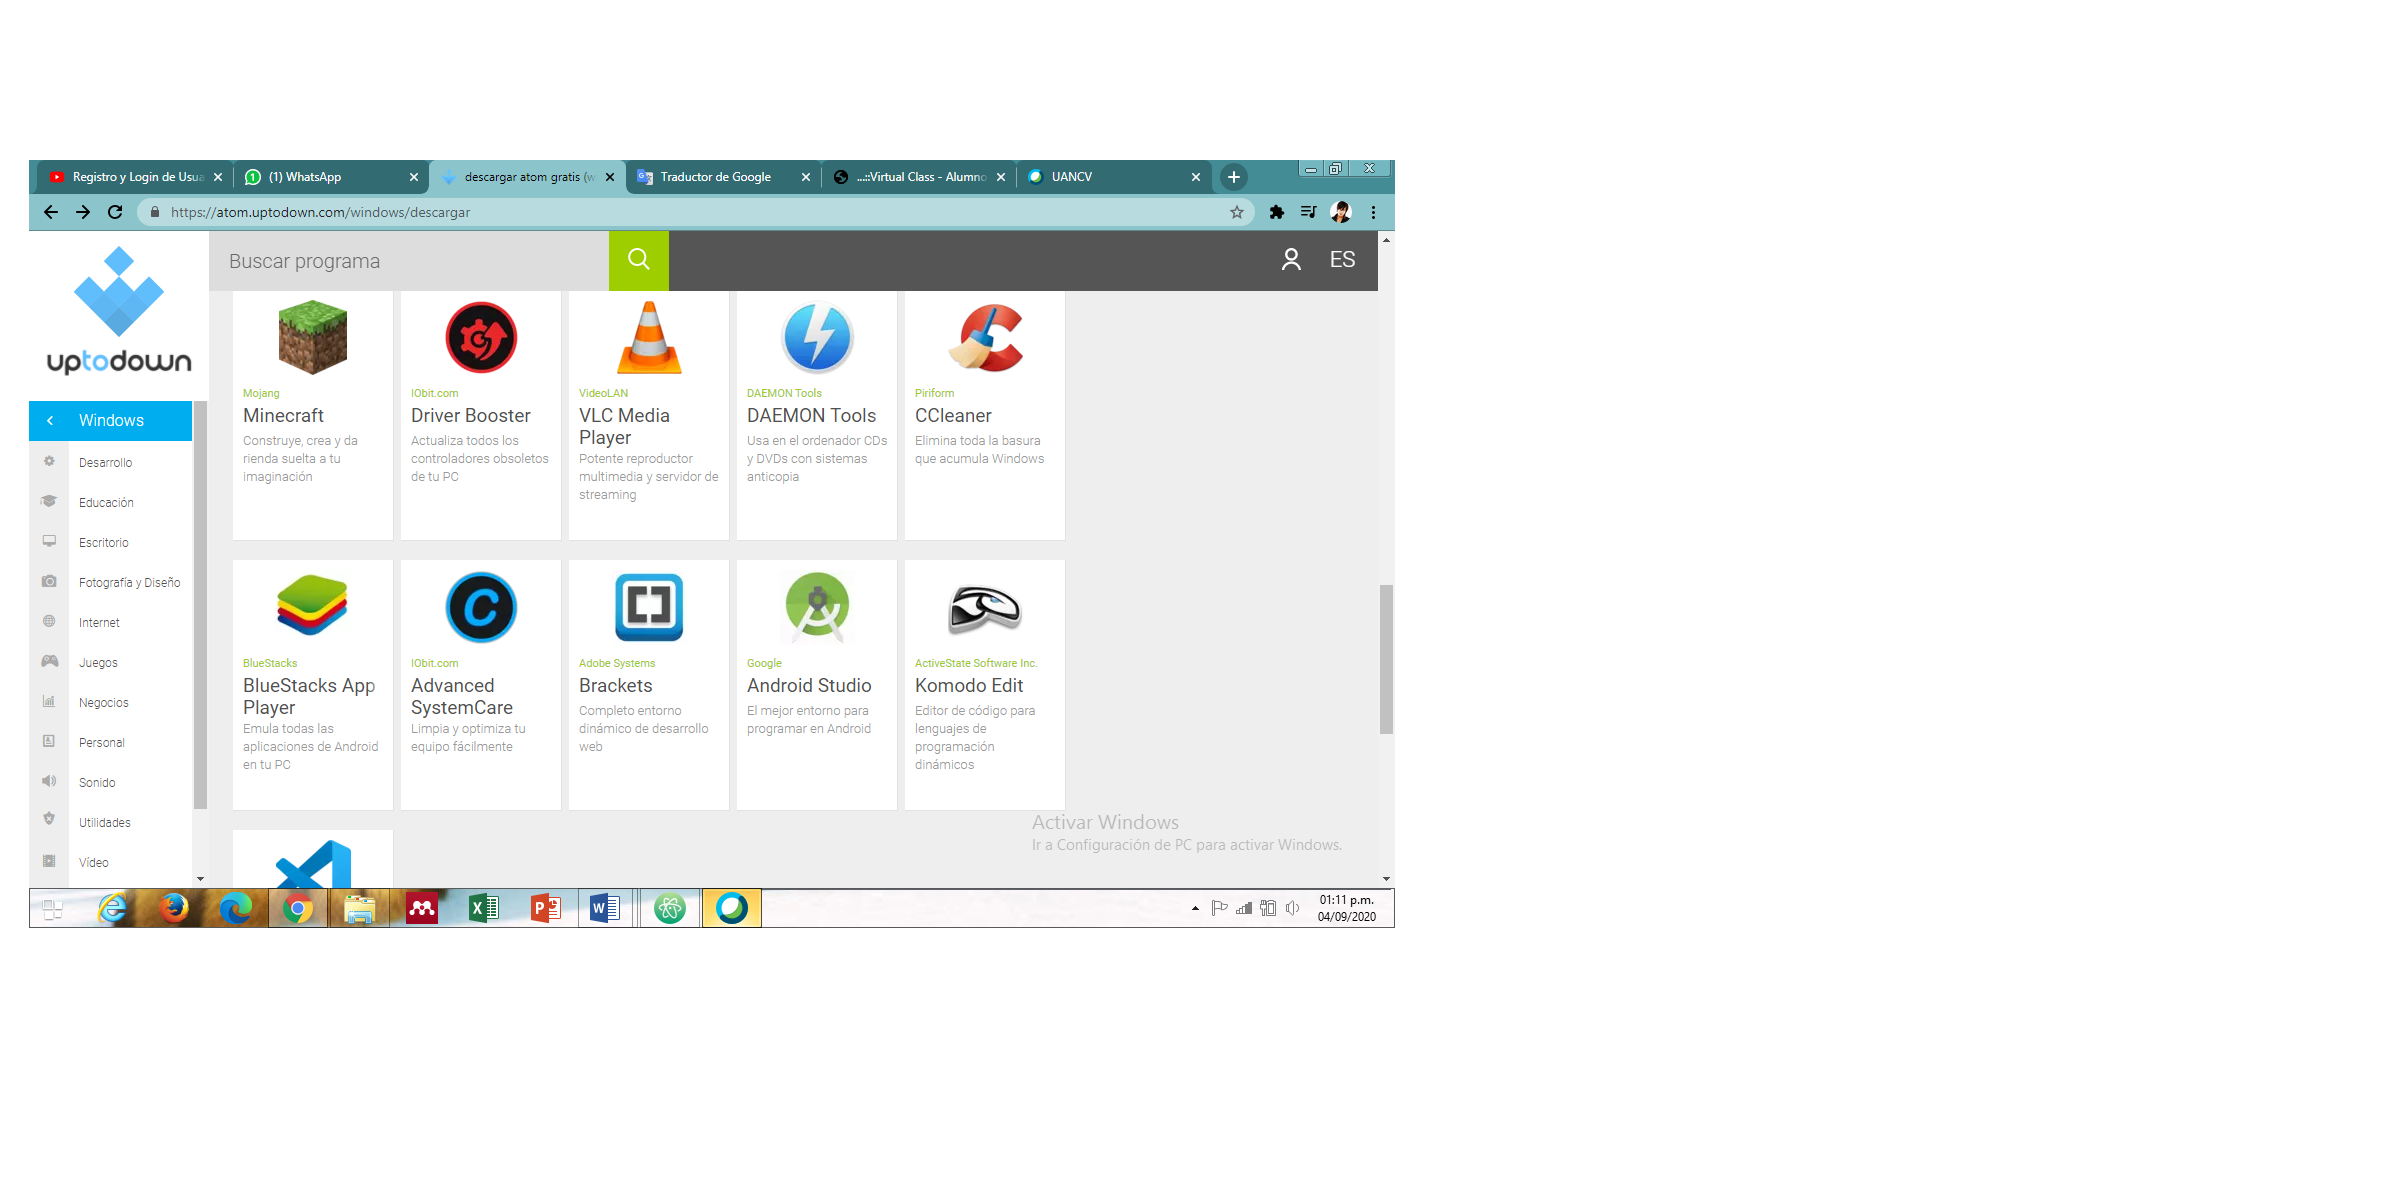 Registro y Login de Usua
(1) WhatsApp
descargar atom gratis (w
Traductor de Google
...::Virtual Class - Alumno
UANCV
https://atom.uptodown.com/windows/descargar
uptodown
Buscar programa
ES
Windows
Desarrollo
Educación
Escritorio
Fotografía y Diseño
Internet
Juegos
Negocios
Personal
Sonido
Utilidades
Vídeo
Mojang
Minecraft
Construye, crea y da
rienda suelta a tu
imaginación
IObit.com
Driver Booster
Actualiza todos los
controladores obsoletos
de tu PC
VideoLAN
VLC Media
Player
Potente reproductor
multimedia y servidor de
streaming
DAEMON Tools
DAEMON Tools
Usa en el ordenador CDs
y DVDs con sistemas
anticopia
Piriform
CCleaner
Elimina toda la basura
que acumula Windows
BlueStacks
BlueStacks App
Player
Emula todas las
aplicaciones de Android
en tu PC
IObit.com
Advanced
SystemCare
Limpia y optimiza tu
equipo fácilmente
Adobe Systems
Brackets
Completo entorno
dinámico de desarrollo
web
Google
Android Studio
El mejor entorno para
programar en Android
ActiveState Software Inc.
Komodo Edit
Editor de código para
lenguajes de
programación
dinámicos
Activar Windows
Ir a Configuración de PC para activar Windows.
01:11 p.m.
04/09/2020